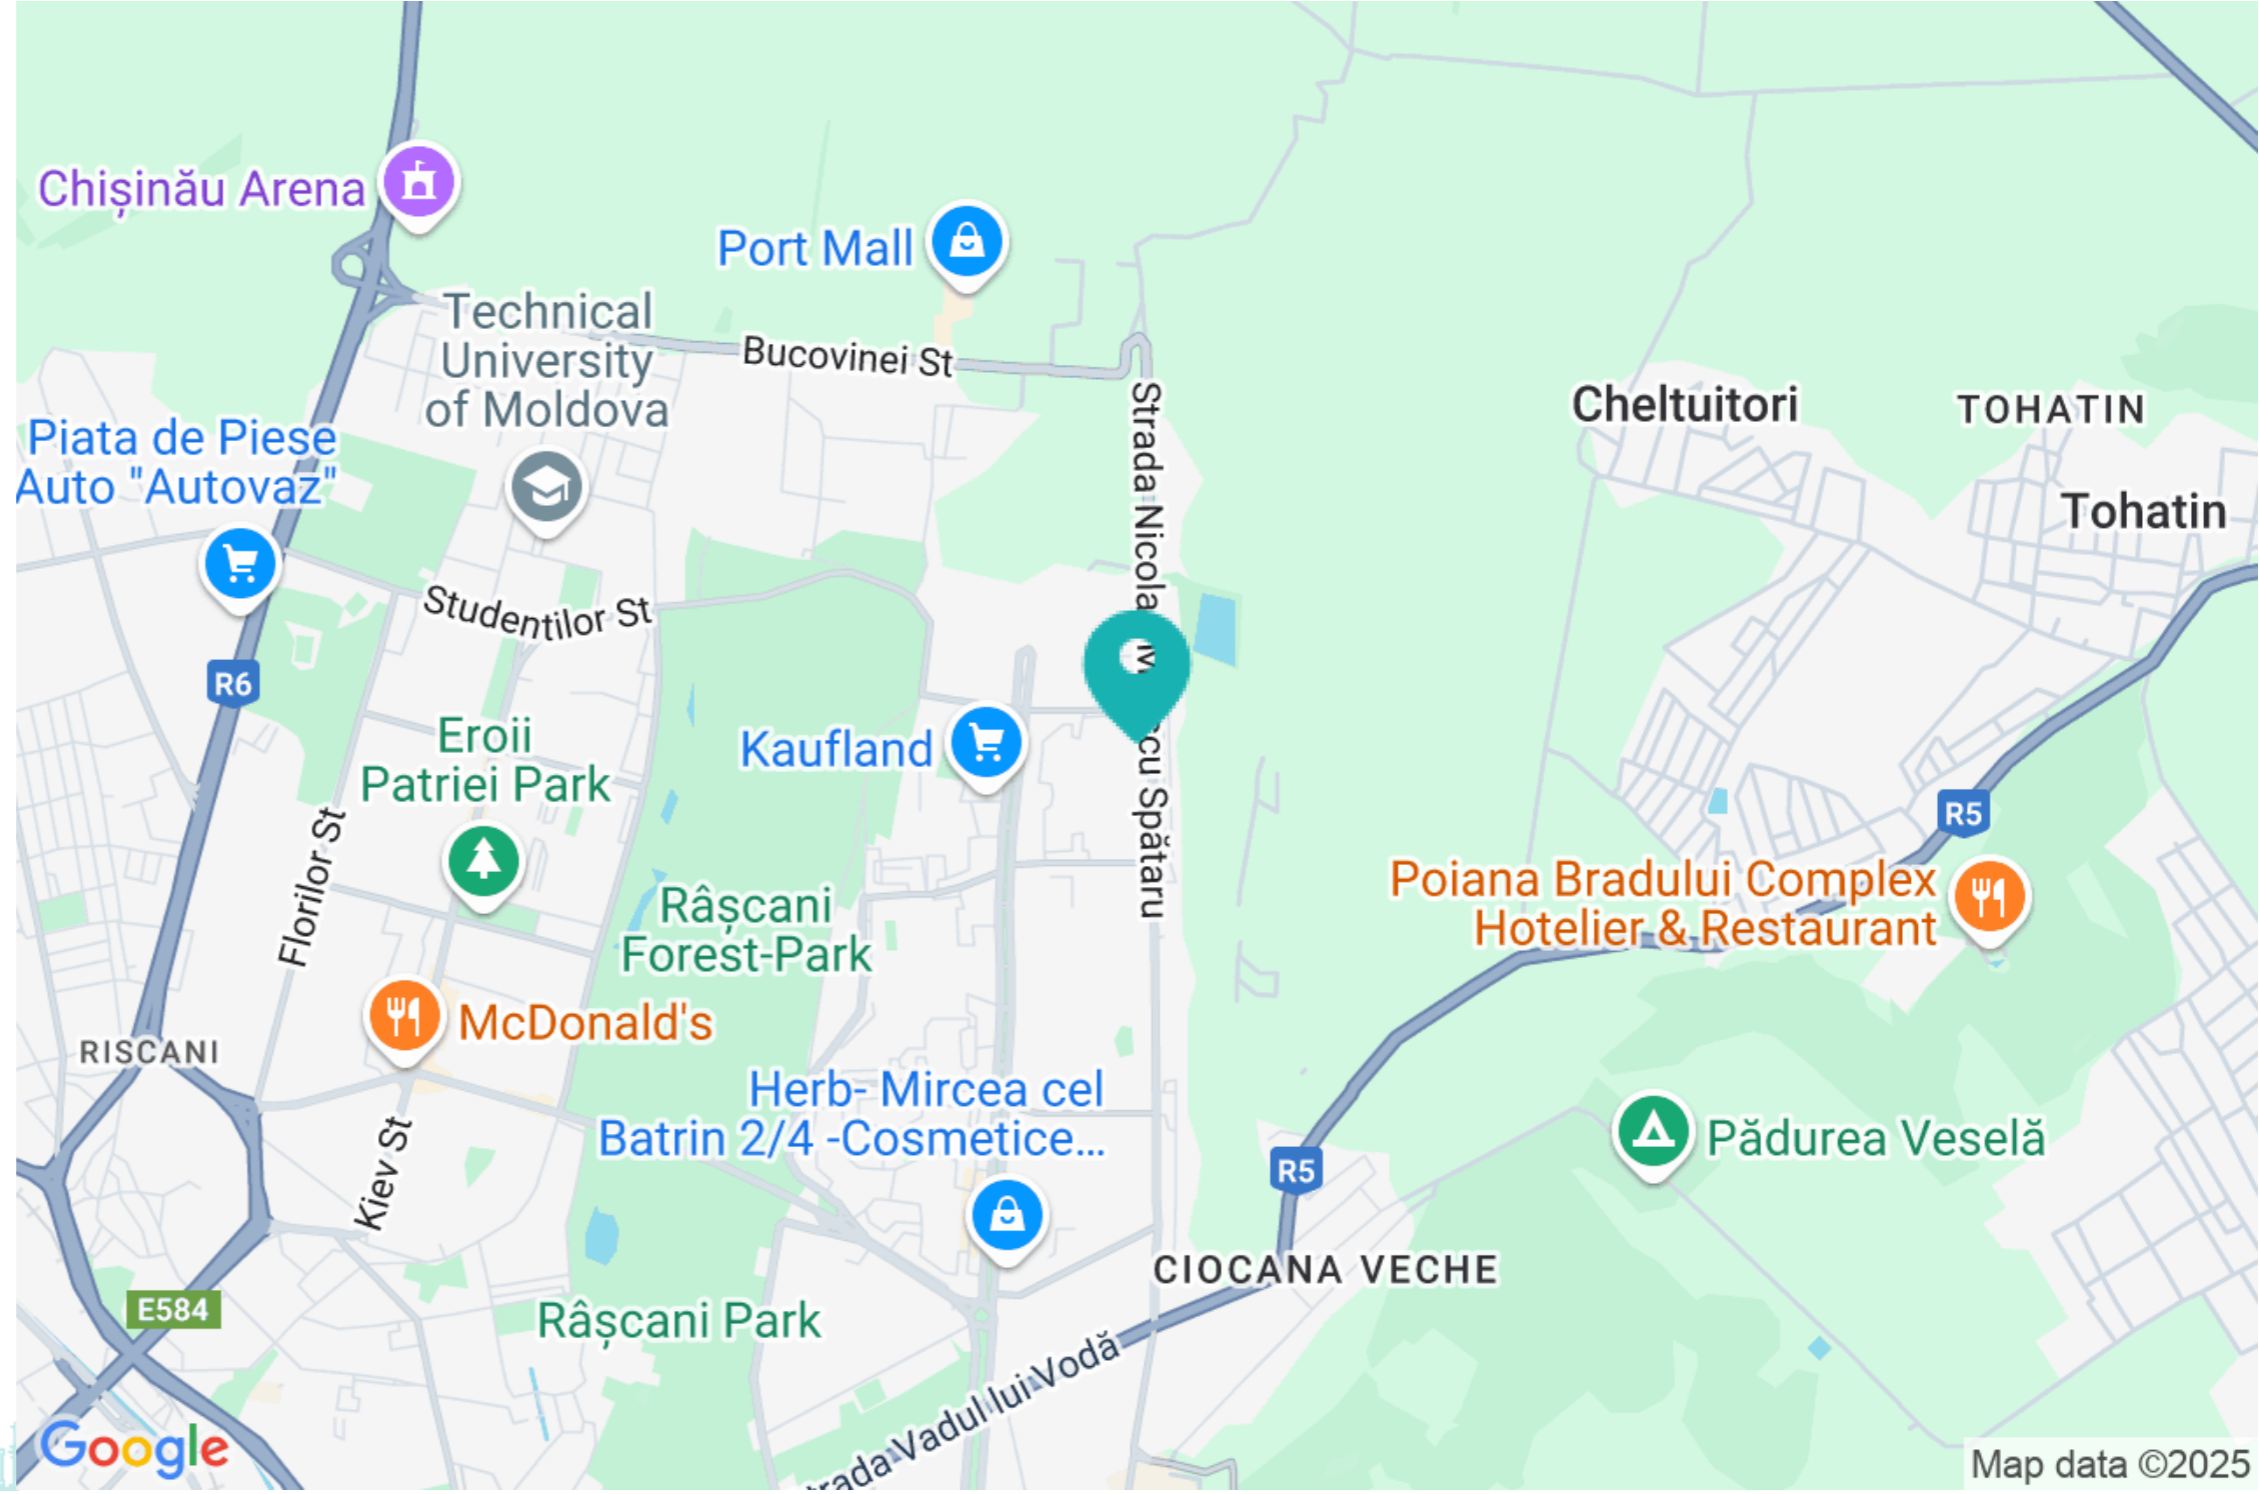 Chișinău Arena
Port Mall
Technical
University
of Moldova
Bucovinei St
Piata de Piese
Auto "Autovaz"
Cheltuitori
TOHATIN
Tohatin
Strada Nicola
cu Spătaru
Studentilor St
R6
Eroii
Patriei Park
Kaufland
Florilor St
R5
Poiana Bradului Complex
Hotelier & Restaurant
Râșcani
Forest-Park
McDonald's
RISCANI
Herb- Mircea cel
Batrin 2/4 -Cosmetice...
Kiev St
R5
Pădurea Veselă
CIOCANA VECHE
E584
Râșcani Park
trada Vadul lui Vodă
Google
Map data ©2025